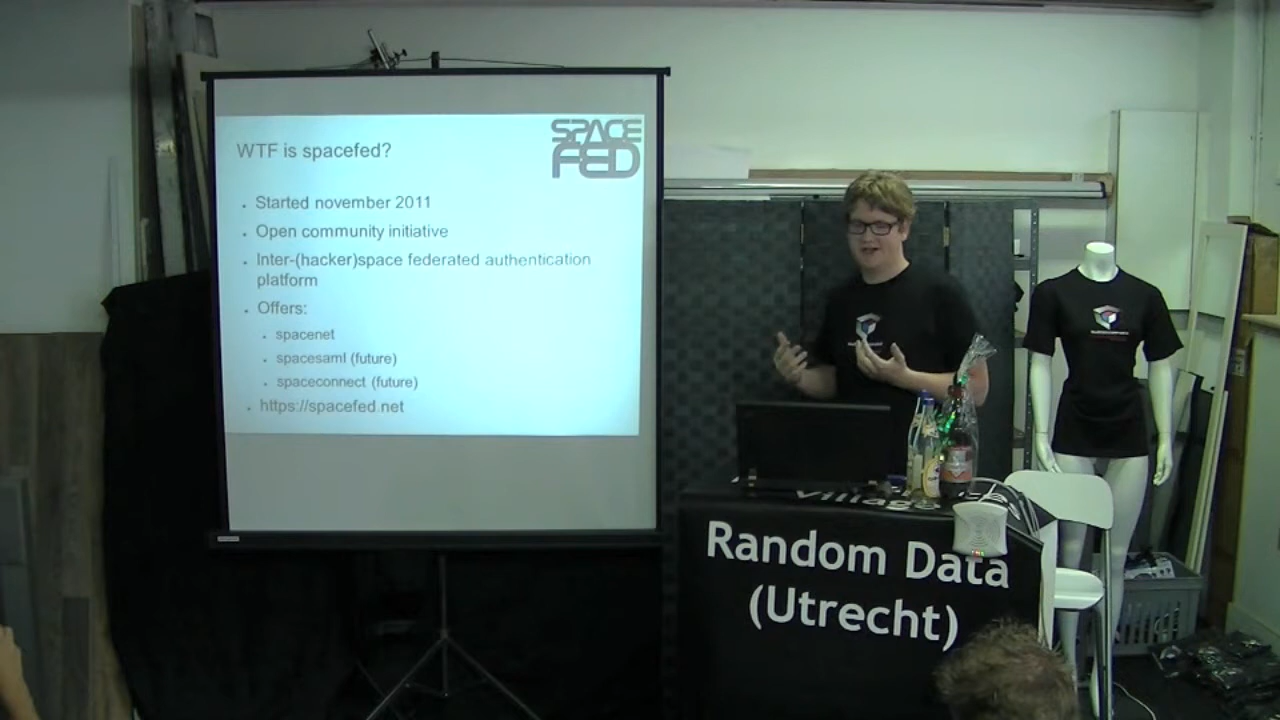 SPACE
FED
WTF is spacefed?
Started november 2011
Open community initiative
Inter-(hacker)space federated authentication
platform
Offers:
spacenet
spacesaml (future)
spaceconnect (future)
https://spacefed.net
Village
Random Data
(Utrecht)